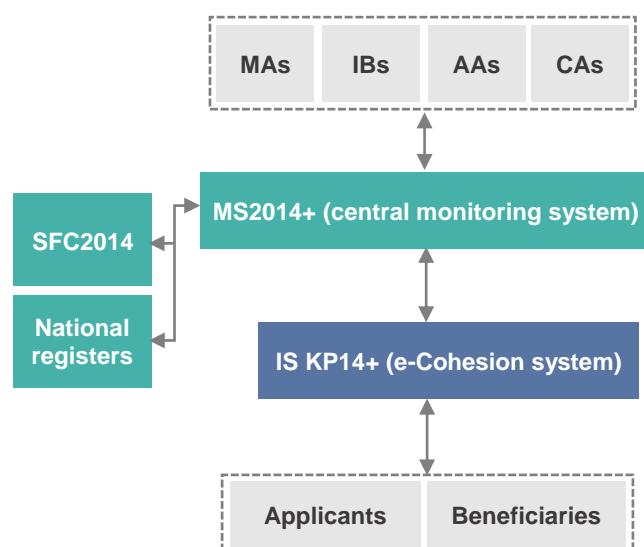 MAs IBs AAs CAs
MS2014+ (central monitoring system)
SFC2014
National
registers
IS KP14+ (e-Cohesion system)
Applicants Beneficiaries